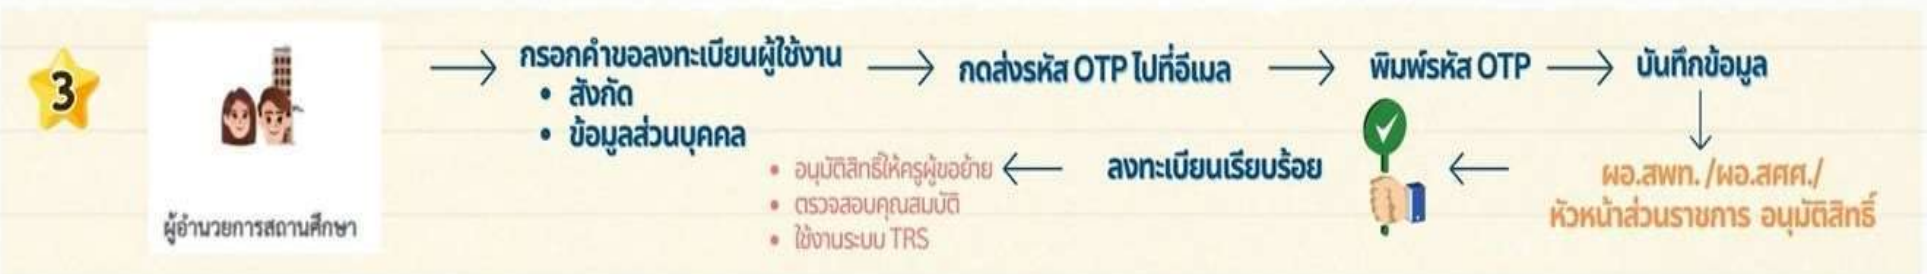 3
ผู้อำนวยการสถานศึกษา
กรอกคำขอลงทะเบียนผู้ใช้งาน
• สังกัด
• ข้อมูลส่วนบุคคล
กดส่งรหัส OTP ไปที่อีเมล
พิมพ์รหัส OTP
บันทึกข้อมูล
ผอ.สพท. /ผอ.สศศ./
หัวหน้าส่วนราชการ อนุมัติสิทธิ์
ลงทะเบียนเรียบร้อย
• อนุมัติสิทธิ์ให้ครูผู้ขอย้าย
• ตรวจสอบคุณสมบัติ
• ใช้งานระบบ TRS